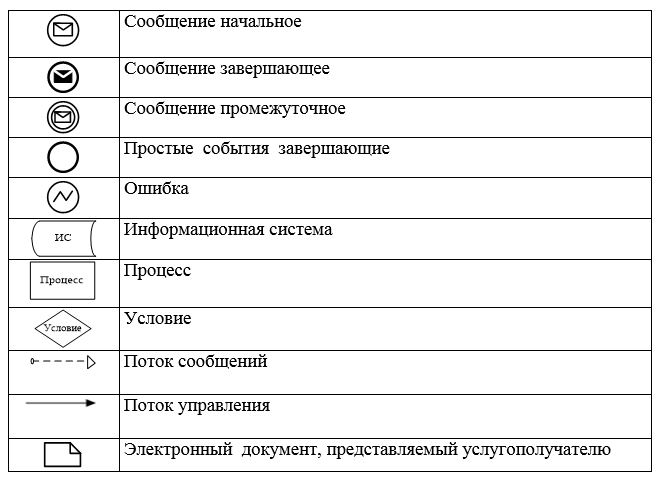 Сообщение начальное
Сообщение завершающее
Сообщение промежуточное
Простые события завершающие
Ошибка
ИС
Информационная система
Процесс
Процесс
Условие
Условие
Поток сообщений
Поток управления
Электронный документ, представляемый услугополучателю